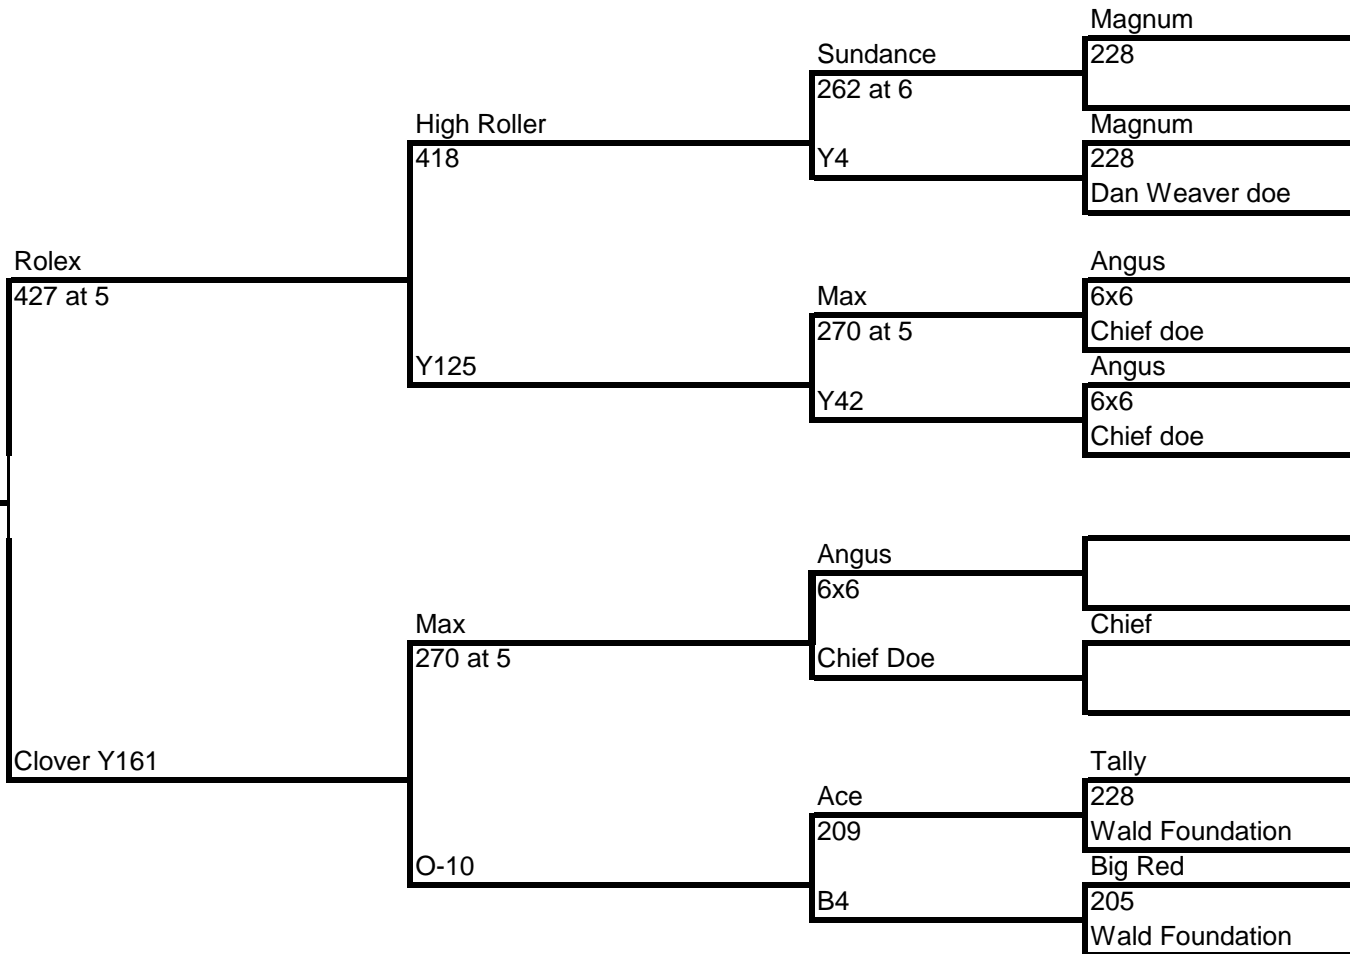 Magnum
Sundance
228
262 at 6
High Roller
Magnum
418
Y4
228
Dan Weaver doe
Rolex
Angus
427 at 5
Max
6x6
270 at 5
Chief doe
Y125
Angus
Y42
6x6
Chief doe
Angus
6x6
Max
Chief
270 at 5
Chief Doe
Clover Y161
Tally
Ace
228
209
Wald Foundation
O-10
Big Red
B4
205
Wald Foundation